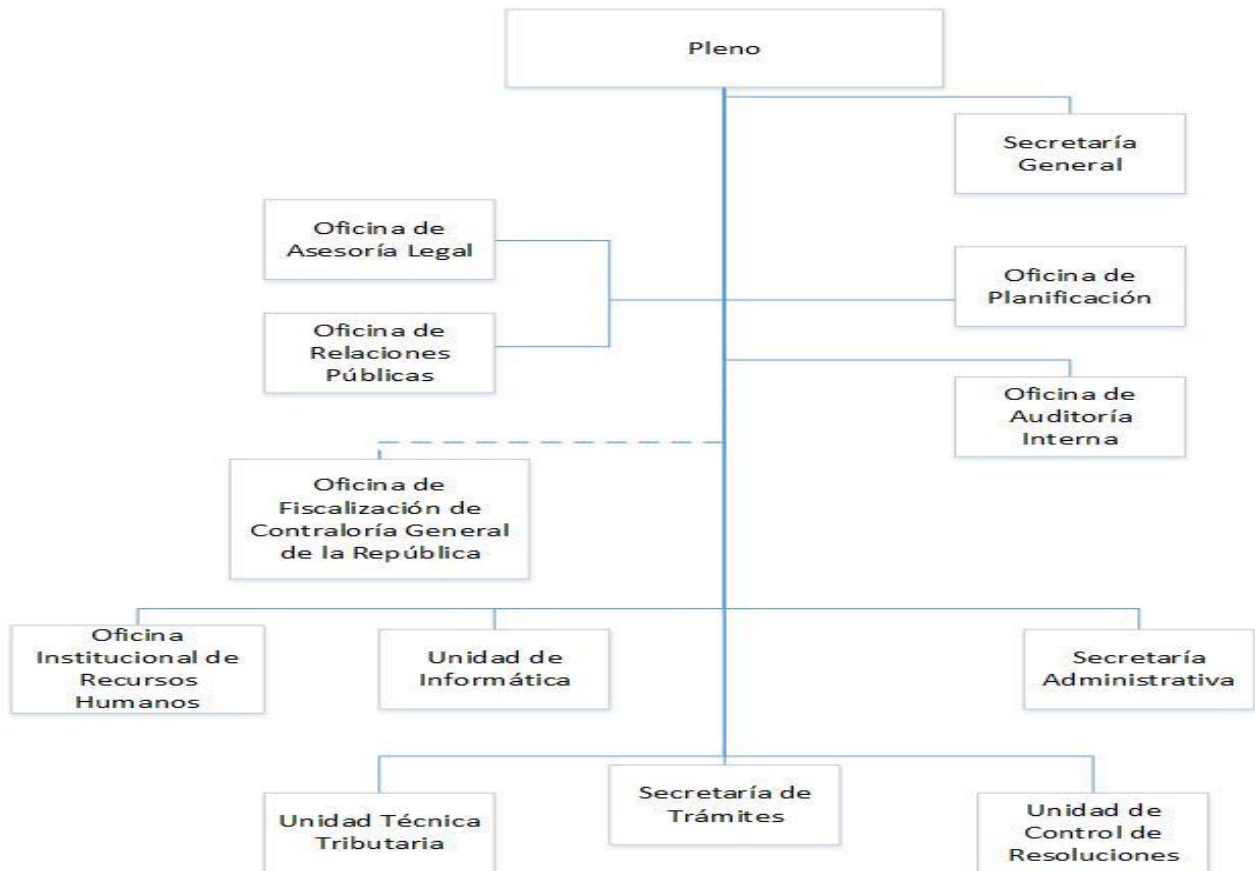 Pleno
Secretaría
General
Oficina de
Asesoría Legal
Oficina de
Planificación
Oficina de
Relaciones
Públicas
Oficina de
Auditoría
Interna
Oficina de
Fiscalización de
Contraloría General
de la República
Oficina
Institucional de
Recursos
Humanos
Unidad de
Informática
Secretaría
Administrativa
Unidad Técnica
Tributaria
Secretaría de
Trámites
Unidad de
Control de
Resoluciones